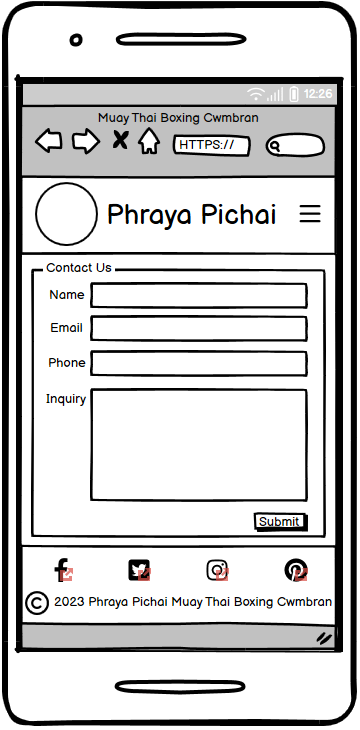 12:26
Muay Thai Boxing Cwmbran
HTTPS://
Phraya Pichai
Contact Us
Name
Email
Phone
Inquiry
Submit
© 2023 Phraya Pichai Muay Thai Boxing Cwmbran